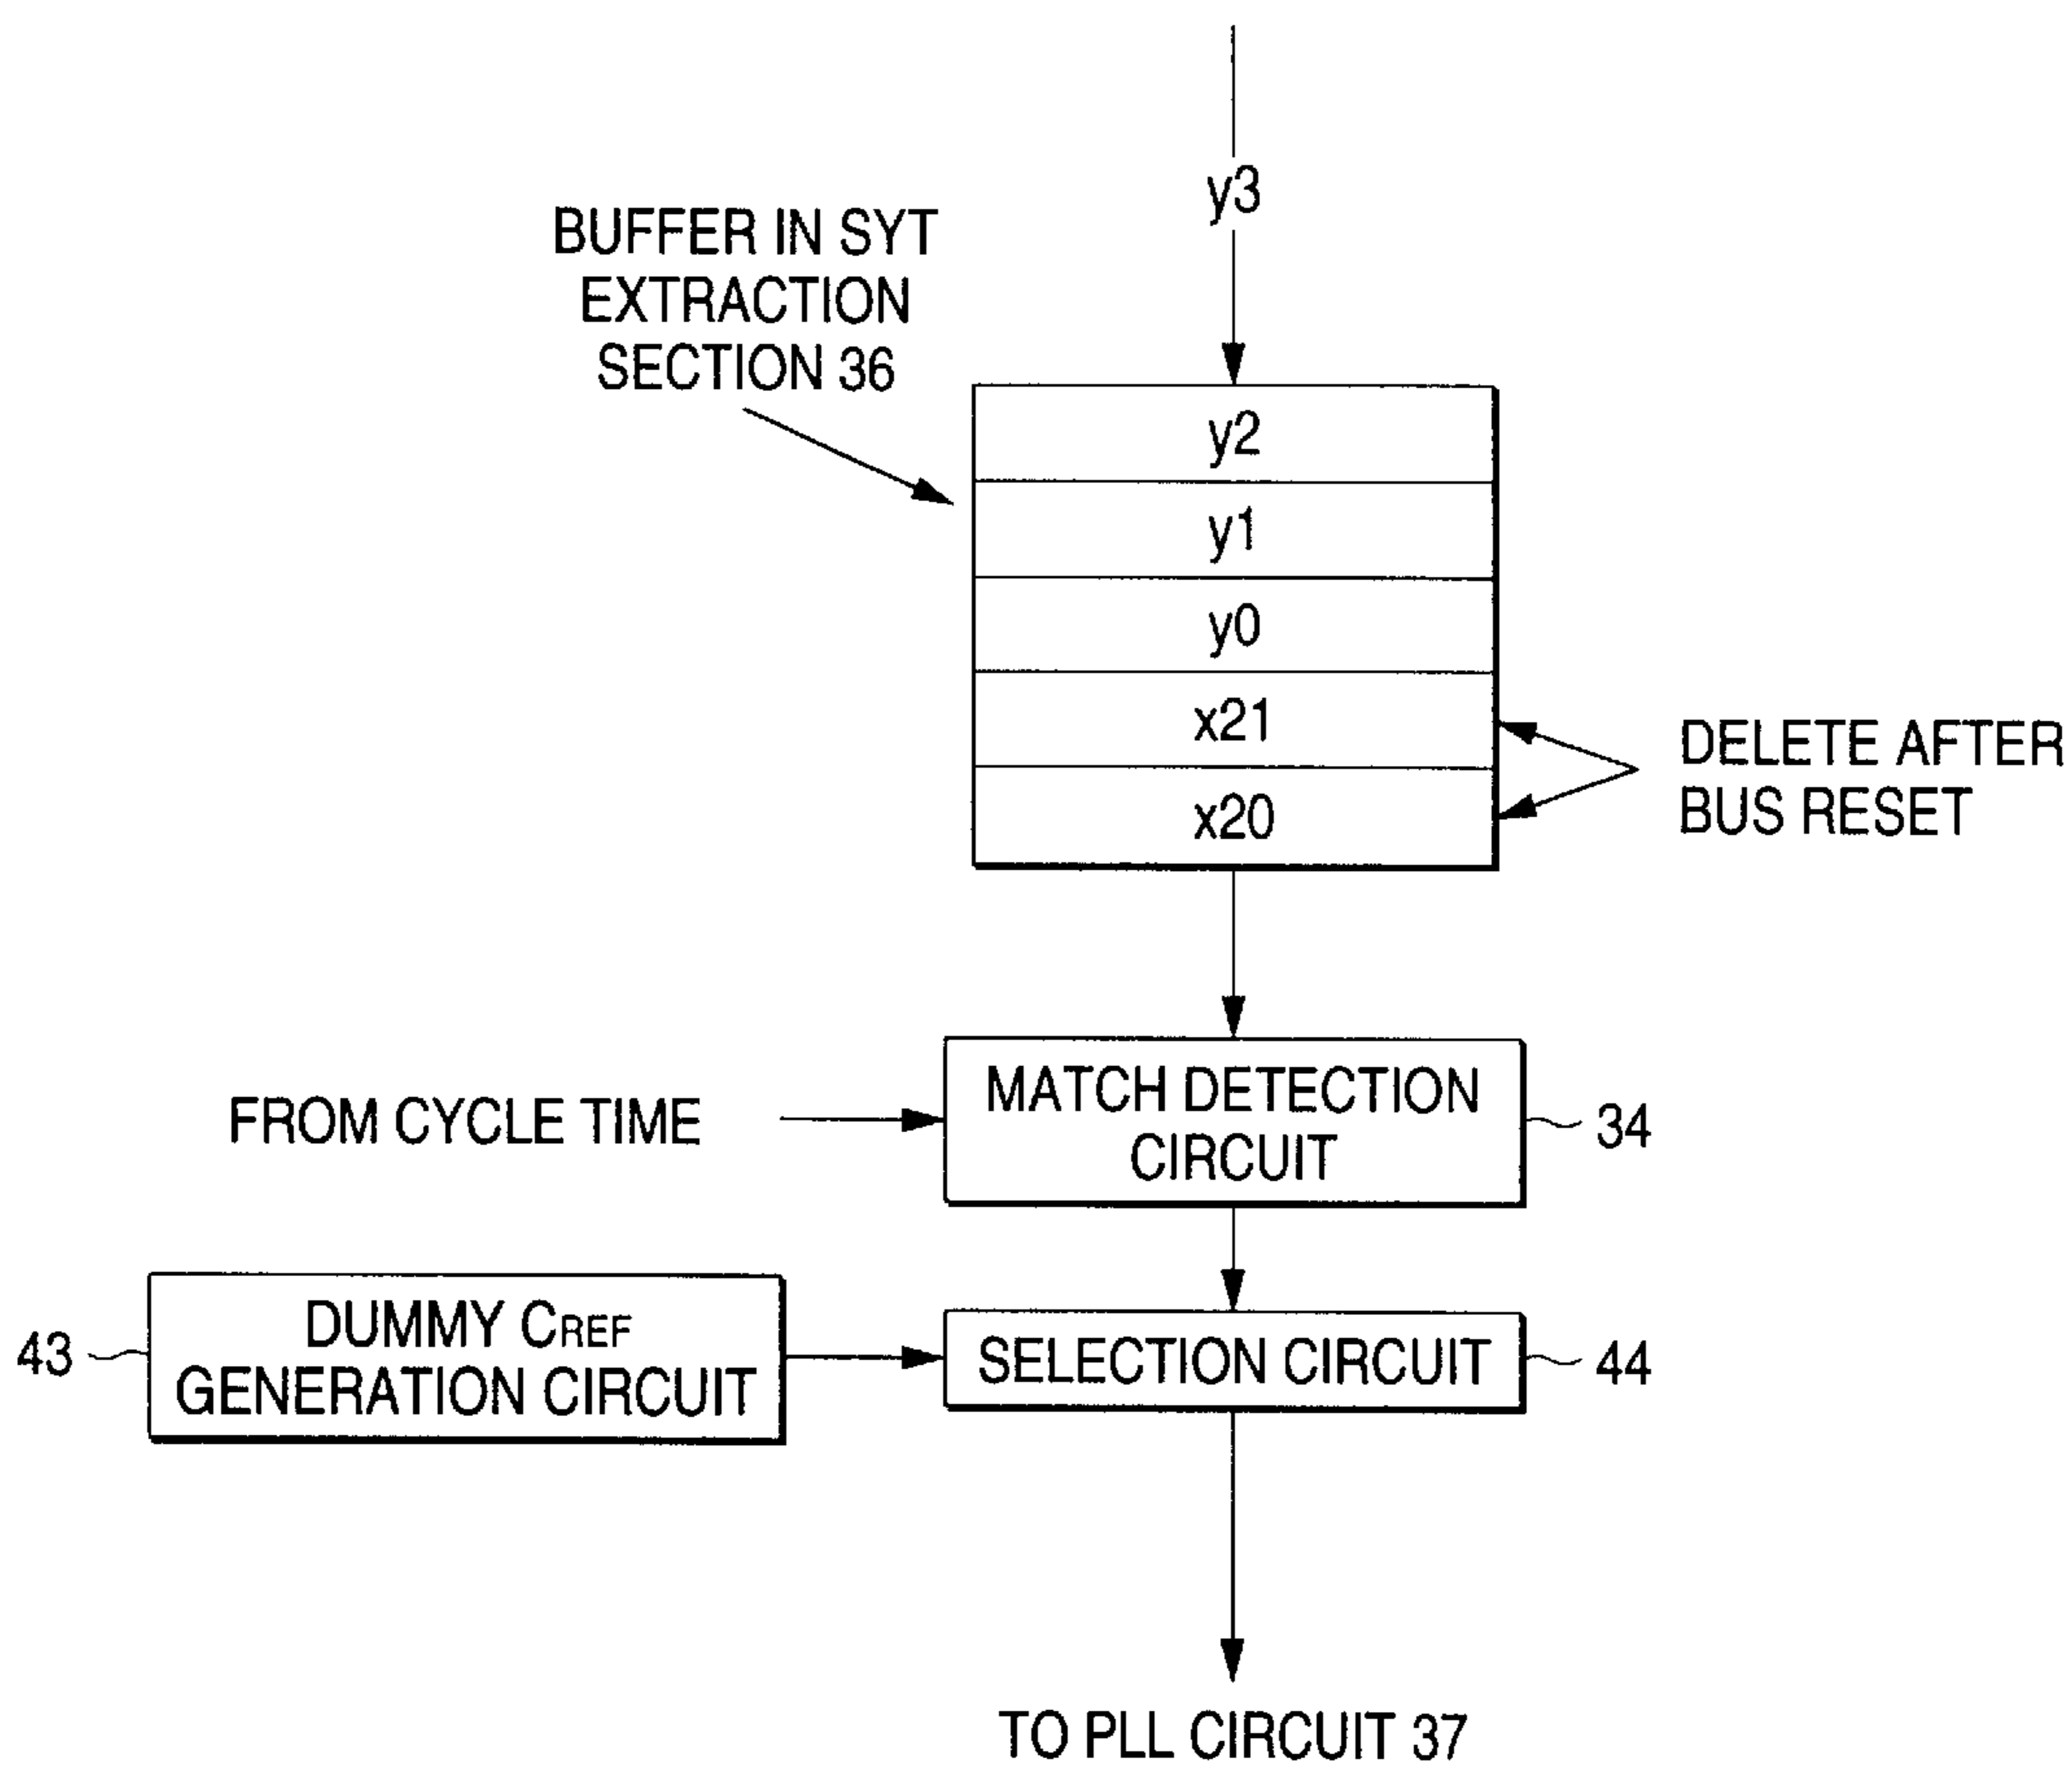 y3
BUFFER IN SYT
EXTRACTION
SECTION 36
y2
y1
y0
x21
x20
DELETE AFTER
BUS RESET
FROM CYCLE TIME
MATCH DETECTION
CIRCUIT
34
43
DUMMY CREF
GENERATION CIRCUIT
SELECTION CIRCUIT
44
TO PLL CIRCUIT 37